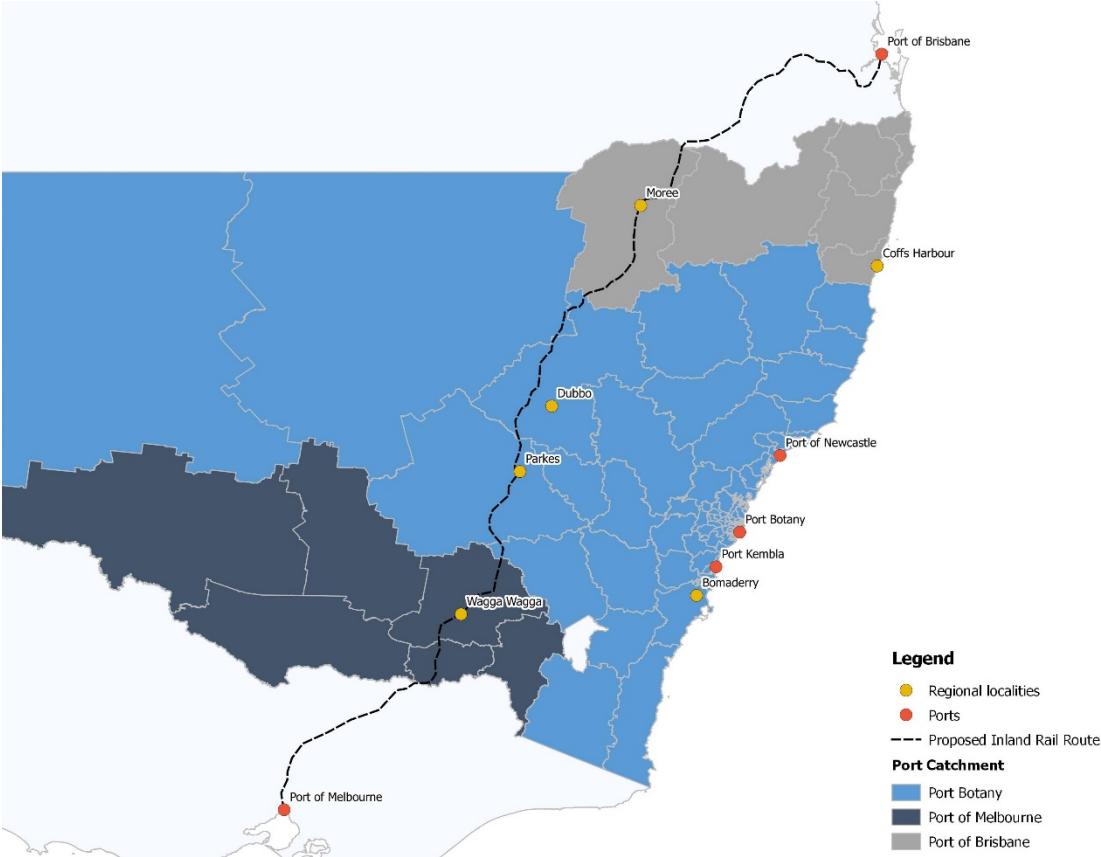 Port of Brisbane
Moree
Coffs Harbour
Dubbo
Port of Newcastle
Parkes
Port Botany
Port Kembla
Bomaderry
Wagga Wagga
Port of Melbourne
Legend
Regional localities
Ports
Proposed Inland Rail Route
Port Catchment
Port Botany
Port of Melbourne
Port of Brisbane